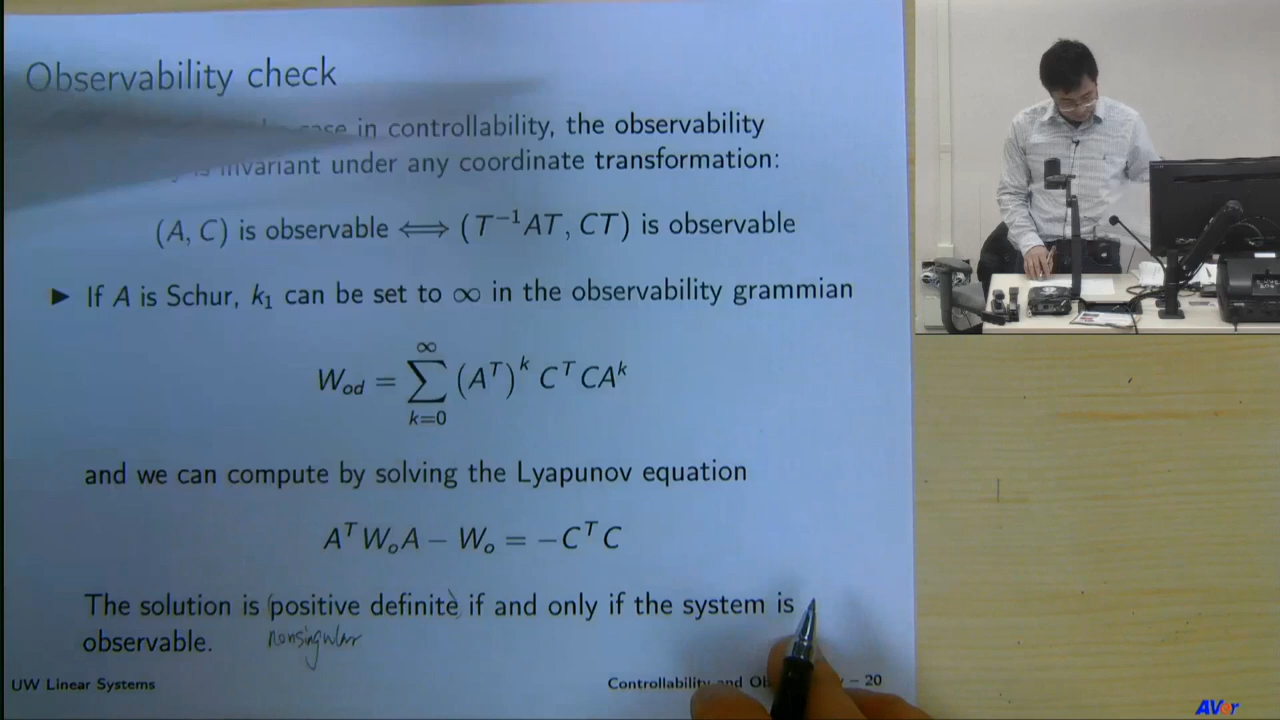 Observability check
case in controllability, the observability
invariant under any coordinate transformation:
(A, C) is observable ⟺ (T⁻¹AT, CT) is observable
▶ If A is Schur, k₁ can be set to ∞ in the observability grammian
W_od = ∑_{k=0}^{∞} (Aᵀ)ᵏ CᵀCAᵏ
and we can compute by solving the Lyapunov equation
AᵀWₒA − Wₒ = −CᵀC
The solution is (positive definite) if and only if the system is
observable. nonsingular
UW Linear Systems
Controllability and – 20
AVer